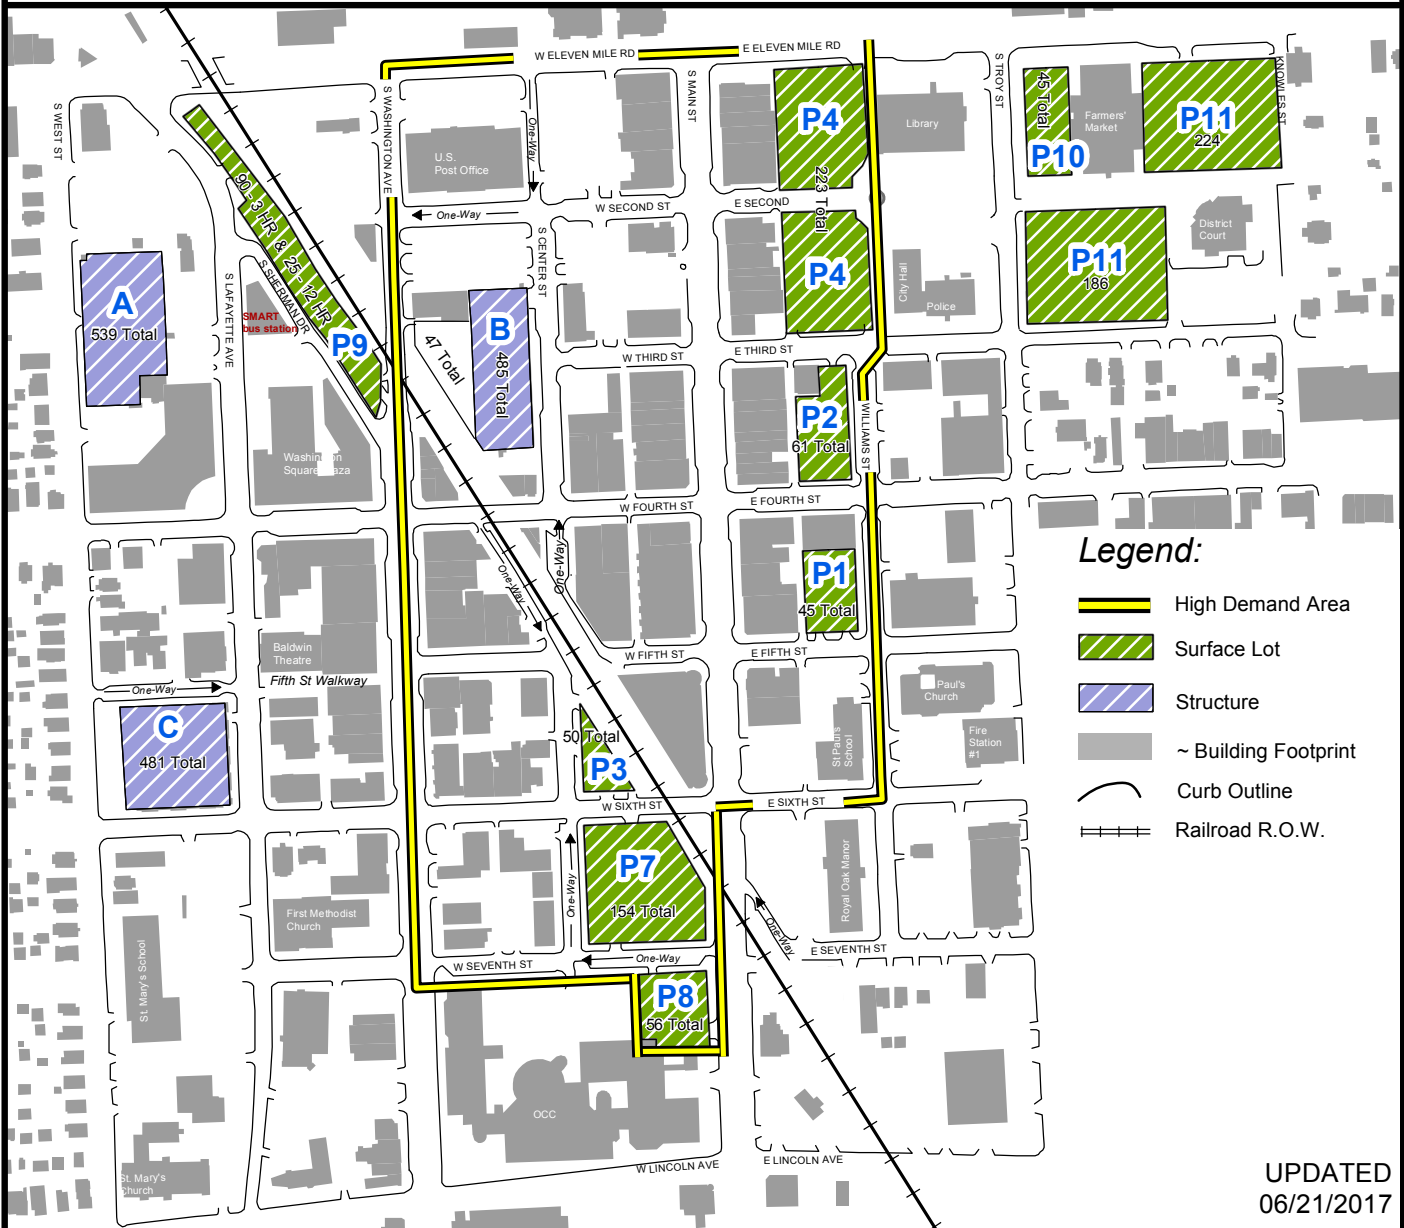 W ELEVEN MILE RD
E ELEVEN MILE RD
S WEST ST
S WASHINGTON AVE
One-Way
S MAIN ST
S TROY ST
KNOWLES ST
P4
Library
45 Total
P10
Farmers'
Market
P11
224
U.S.
Post Office
One-Way
W SECOND ST
E SECOND
223 Total
90 - 3 HR & 25 - 12 HR
S CENTER ST
District
Court
A
539 Total
S LAFAYETTE AVE
S SHERMAN DR
SMART
bus station
P9
47 Total
B
485 Total
P4
City Hall
Police
P11
186
W THIRD ST
E THIRD ST
P2
61 Total
WILLIAMS ST
Washington
Square Plaza
W FOURTH ST
E FOURTH ST
One-Way
One-Way
P1
45 Total
Legend:
High Demand Area
Surface Lot
Structure
~ Building Footprint
Curb Outline
Railroad R.O.W.
Baldwin
Theatre
Fifth St Walkway
W FIFTH ST
E FIFTH ST
One-Way
C
481 Total
50 Total
P3
St Paul's
School
Paul's
Church
Fire
Station
#1
W SIXTH ST
E SIXTH ST
P7
154 Total
One-Way
Royal Oak Manor
First Methodist
Church
St. Mary's School
One-Way
W SEVENTH ST
One-Way
E SEVENTH ST
P8
56 Total
OCC
St. Mary's
Church
W LINCOLN AVE
E LINCOLN AVE
UPDATED
06/21/2017